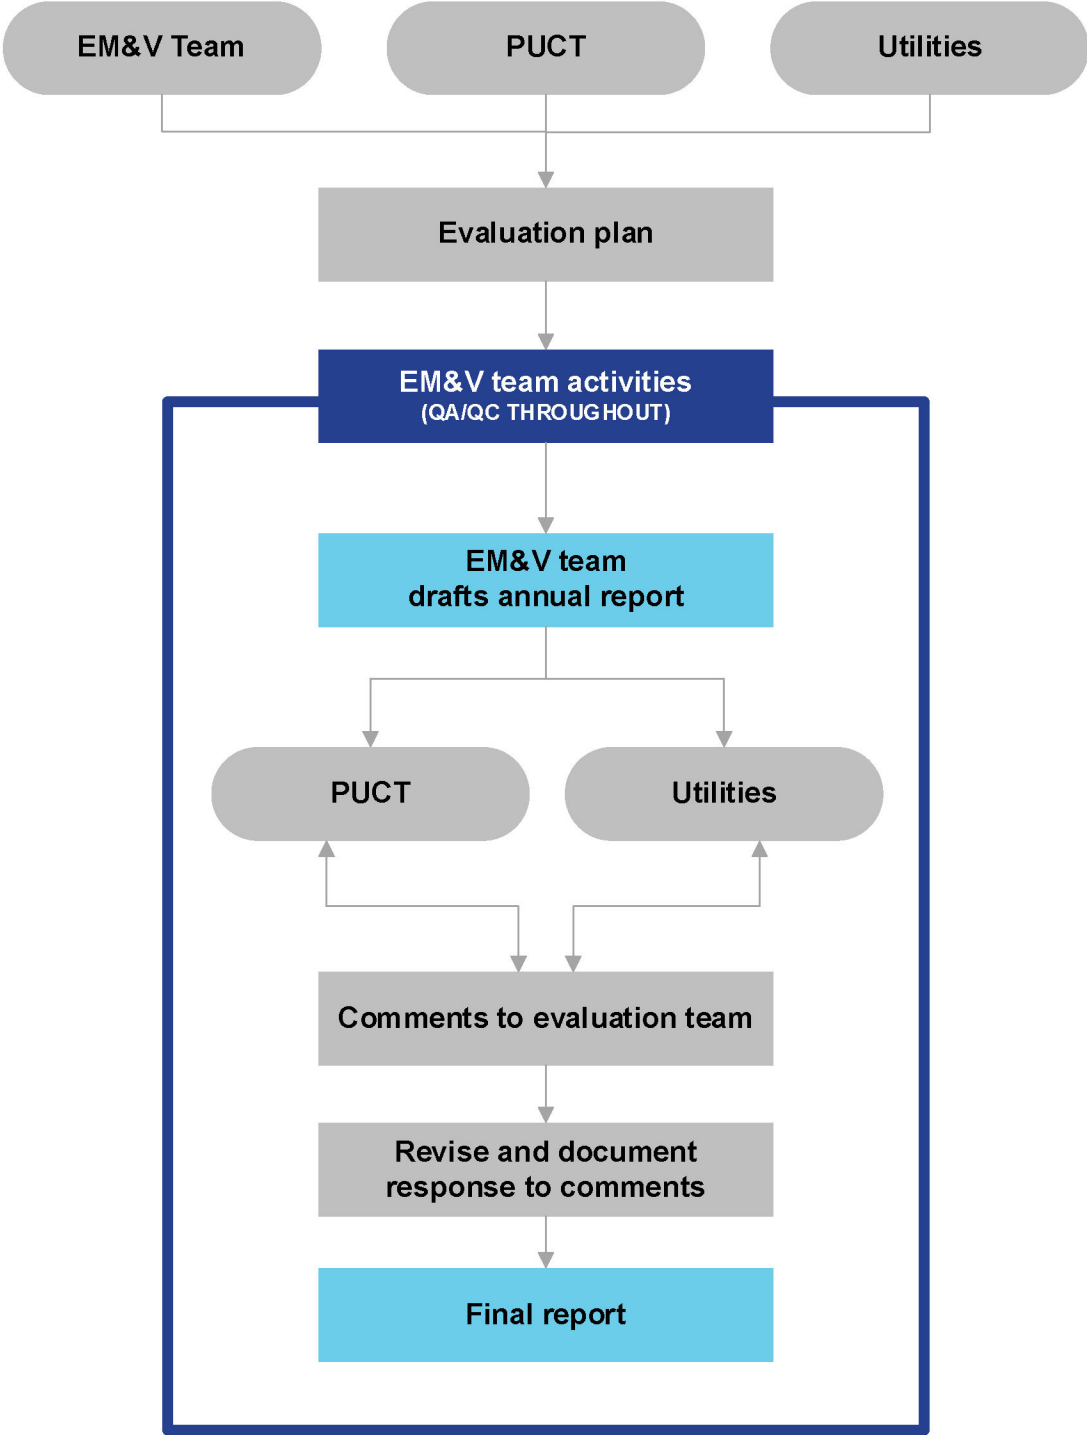 EM&V Team
PUCT
Utilities
Evaluation plan
EM&V team activities
(QA/QC THROUGHOUT)
EM&V team
drafts annual report
PUCT
Utilities
Comments to evaluation team
Revise and document
response to comments
Final report